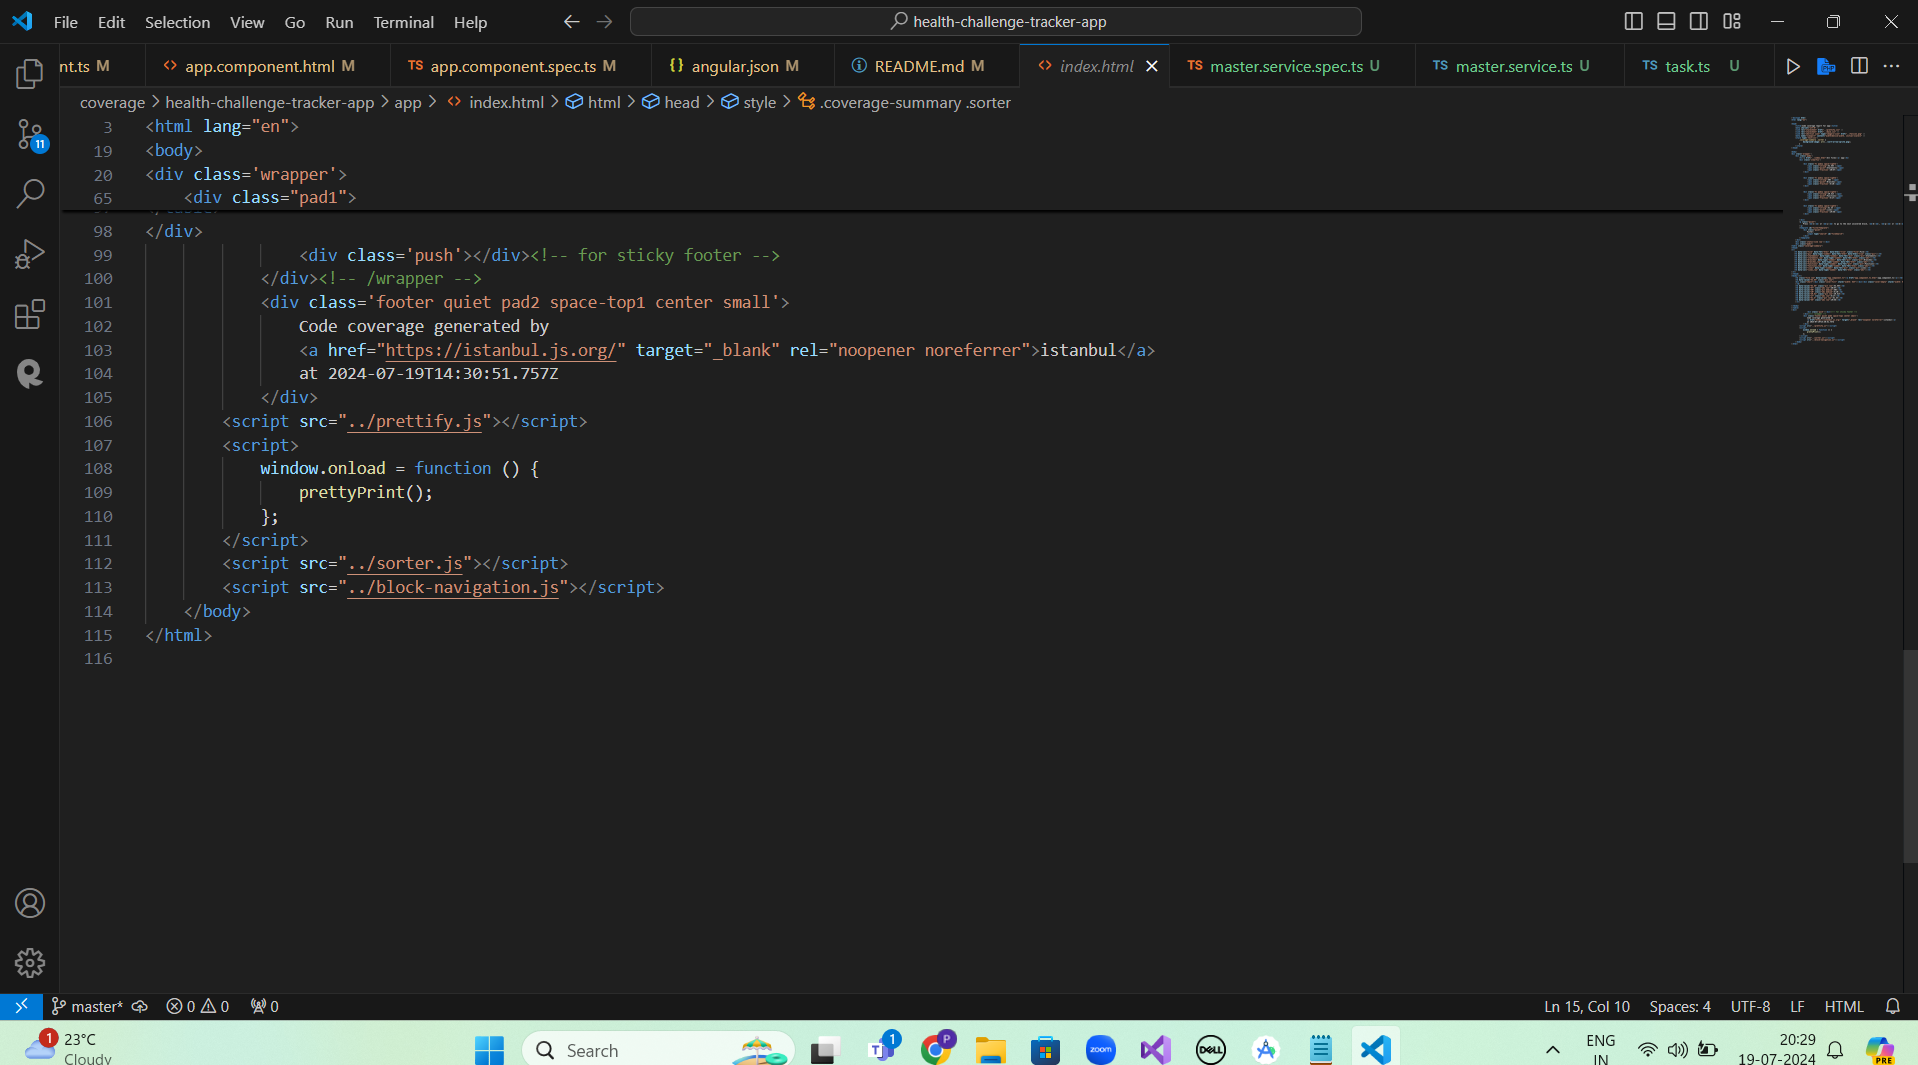 File Edit Selection View Go Run Terminal Help
health-challenge-tracker-app
nt.ts M
app.component.html M
TS app.component.spec.ts M
{} angular.json M
README.md M
index.html
TS master.service.spec.ts U
TS master.service.ts U
TS task.ts U
coverage > health-challenge-tracker-app > app > index.html > html > head > style > .coverage-summary .sorter
3 <html lang="en">
19 <body>
20 <div class='wrapper'>
65 <div class="pad1">
98 </div>
99 <div class='push'></div><!-- for sticky footer -->
100 </div><!-- /wrapper -->
101 <div class='footer quiet pad2 space-top1 center small'>
102 Code coverage generated by
103 <a href="https://istanbul.js.org/" target="_blank" rel="noopener noreferrer">istanbul</a>
104 at 2024-07-19T14:30:51.757Z
105 </div>
106 <script src="../prettify.js"></script>
107 <script>
108 window.onload = function () {
109 prettyPrint();
110 };
111 </script>
112 <script src="../sorter.js"></script>
113 <script src="../block-navigation.js"></script>
114 </body>
115 </html>
116
11
master* 0 0 0
Ln 15, Col 10 Spaces: 4 UTF-8 LF HTML
1
23°C
Cloudy
Search
1
P
zoom
DELL
ENG
IN
20:29
19-07-2024
PRE